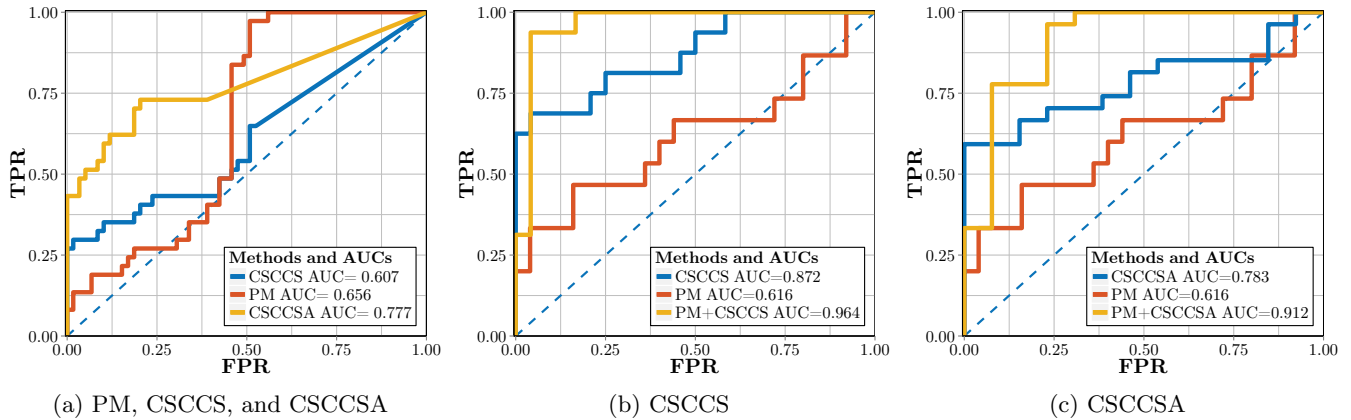 TPR
1.00
0.75
0.50
0.25
0.00
Methods and AUCs
CSCCS AUC= 0.607
PM AUC= 0.656
CSCCSA AUC= 0.777
0.00 0.25 0.50 0.75 1.00
FPR
(a) PM, CSCCS, and CSCCSA
TPR
1.00
0.75
0.50
0.25
0.00
Methods and AUCs
CSCCS AUC=0.872
PM AUC=0.616
PM+CSCCS AUC=0.964
0.00 0.25 0.50 0.75 1.00
FPR
(b) CSCCS
TPR
1.00
0.75
0.50
0.25
0.00
Methods and AUCs
CSCCSA AUC=0.783
PM AUC=0.616
PM+CSCCSA AUC=0.912
0.00 0.25 0.50 0.75 1.00
FPR
(c) CSCCSA